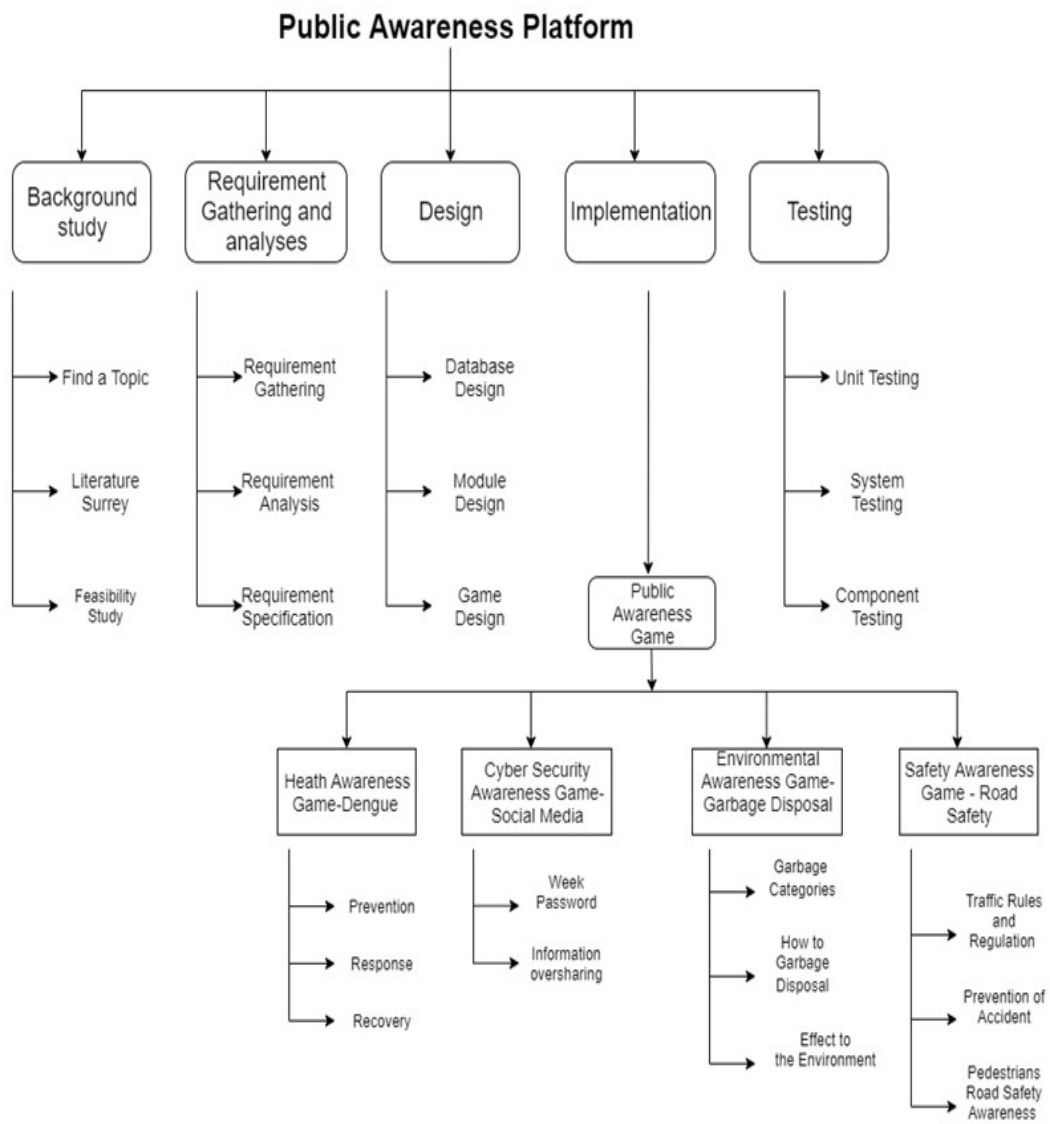 Public Awareness Platform
Background
study
Requirement
Gathering and
analyses
Design
Implementation
Testing
Find a Topic
Literature
Surrey
Feasibility
Study
Requirement
Gathering
Requirement
Analysis
Requirement
Specification
Database
Design
Module
Design
Game
Design
Public
Awareness
Game
Unit Testing
System
Testing
Component
Testing
Heath Awareness
Game-Dengue
Cyber Security
Awareness Game-
Social Media
Environmental
Awareness Game-
Garbage Disposal
Safety Awareness
Game - Road
Safety
Prevention
Response
Recovery
Week
Password
Information
oversharing
Garbage
Categories
How to
Garbage
Disposal
Effect to
the Environment
Traffic Rules
and
Regulation
Prevention of
Accident
Pedestrians
Road Safety
Awareness